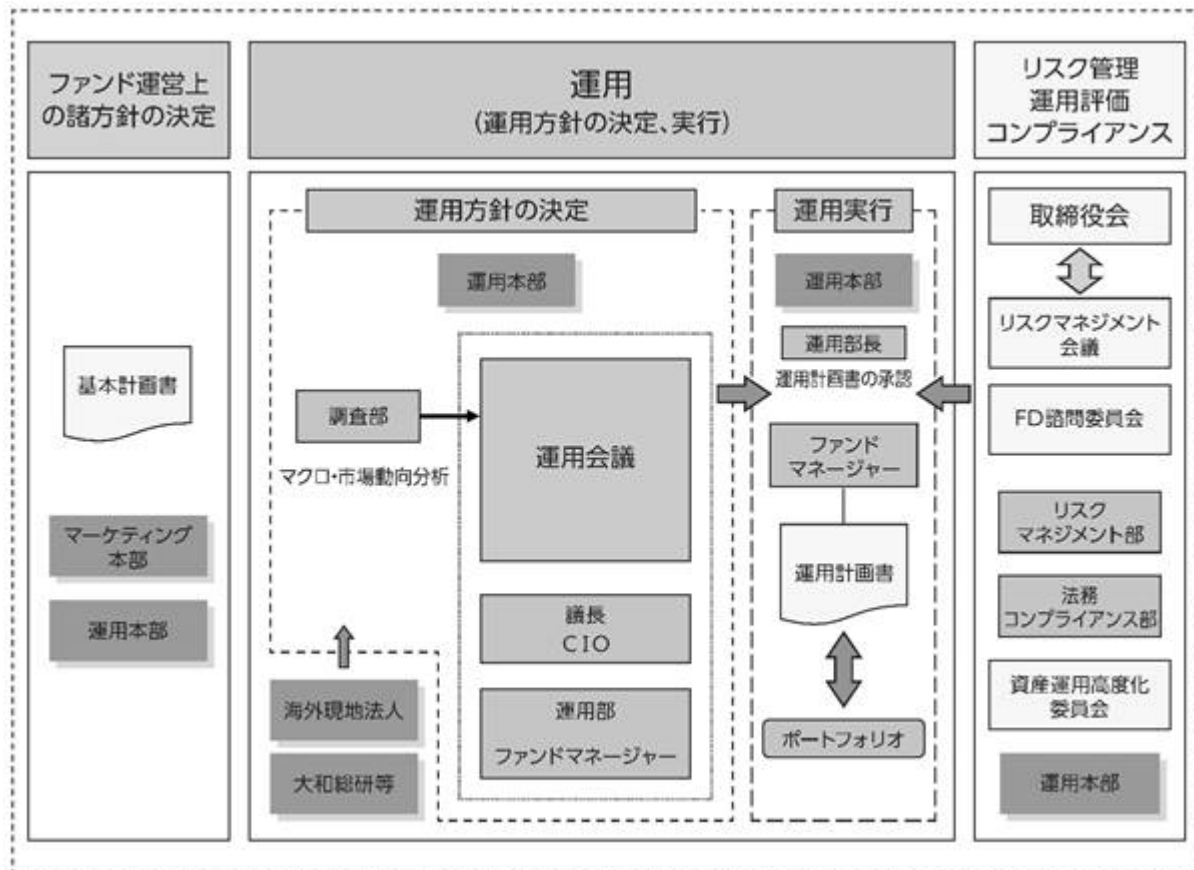 ファンド運営上
の諸方針の決定
運用
(運用方針の決定、実行)
リスク管理
運用評価
コンプライアンス
基本計画書
マーケティング
本部
運用本部
運用方針の決定
運用本部
調査部
マクロ・市場動向分析
運用会議
議長
CIO
運用部
ファンドマネージャー
海外現地法人
大和総研等
運用実行
運用本部
運用部長
運用計画書の承認
ファンド
マネージャー
運用計画書
ポートフォリオ
取締役会
リスクマネジメント
会議
FD諮問委員会
リスク
マネジメント部
法務
コンプライアンス部
資産運用高度化
委員会
運用本部